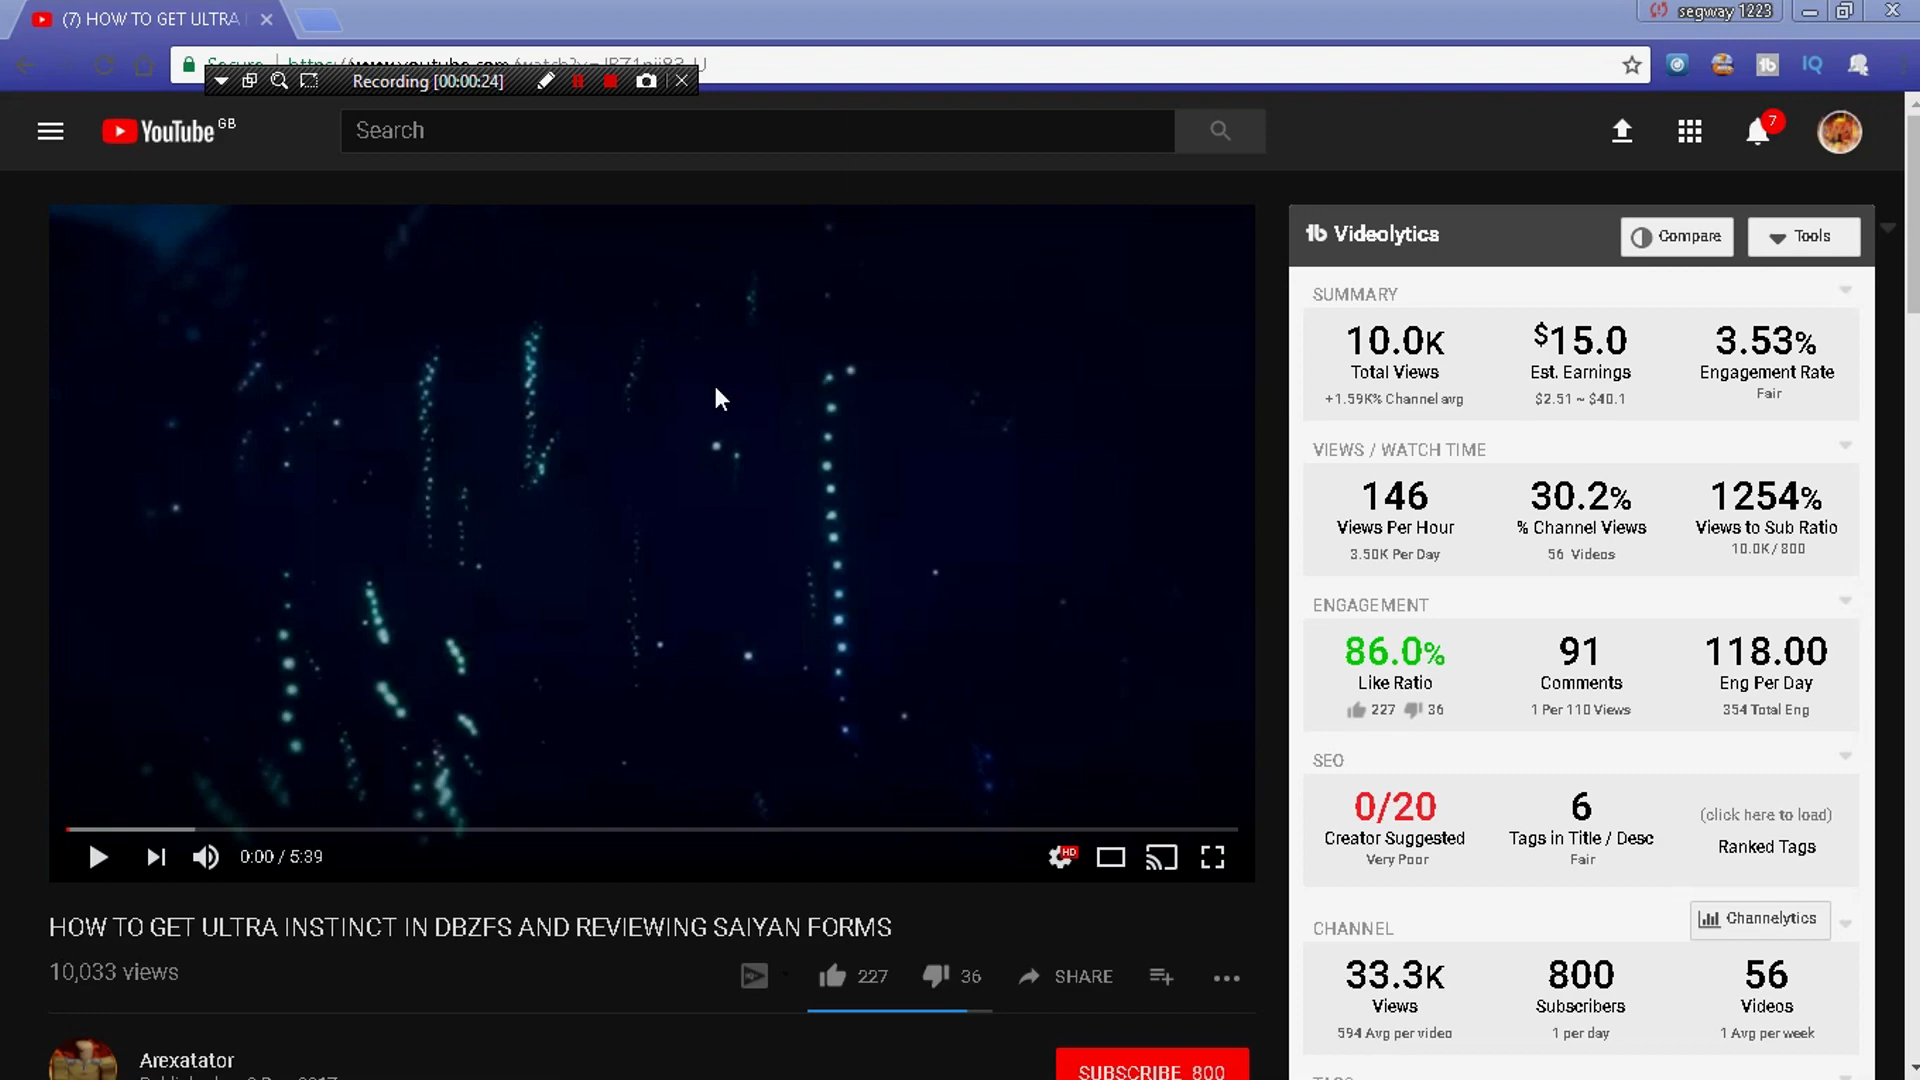 (7) HOW TO GET ULTRA
segway 1223
Recording [00:00:24]
IQ
YouTube GB
Search
7
Videolytics
Compare
Tools
SUMMARY
10.0K $15.0 3.53%
Total Views Est. Earnings Engagement Rate
+1.59K% Channel avg $2.51 ~ $40.1 Fair
VIEWS / WATCH TIME
146 30.2% 1254%
Views Per Hour % Channel Views Views to Sub Ratio
3.50K Per Day 56 Videos 10.0K / 800
ENGAGEMENT
86.0% 91 118.00
Like Ratio Comments Eng Per Day
227 36 1 Per 110 Views 354 Total Eng
SEO
0/20 6 (click here to load)
Creator Suggested Tags in Title / Desc Ranked Tags
Very Poor Fair
0:00 / 5:39
HD
HOW TO GET ULTRA INSTINCT IN DBZFS AND REVIEWING SAIYAN FORMS
10,033 views
227 36 SHARE
CHANNEL
Channelytics
33.3K 800 56
Views Subscribers Videos
594 Avg per video 1 per day 1 Avg per week
Arexatator
SUBSCRIBE 800